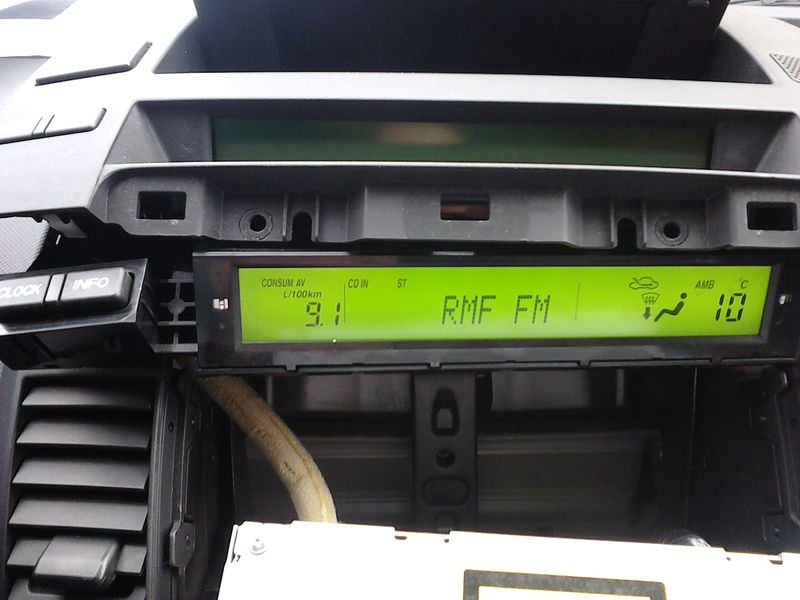 CONSUM AV
L/100km
9.1
CD IN
ST
RMF FM
AMB
°C
10
CLOCK
INFO